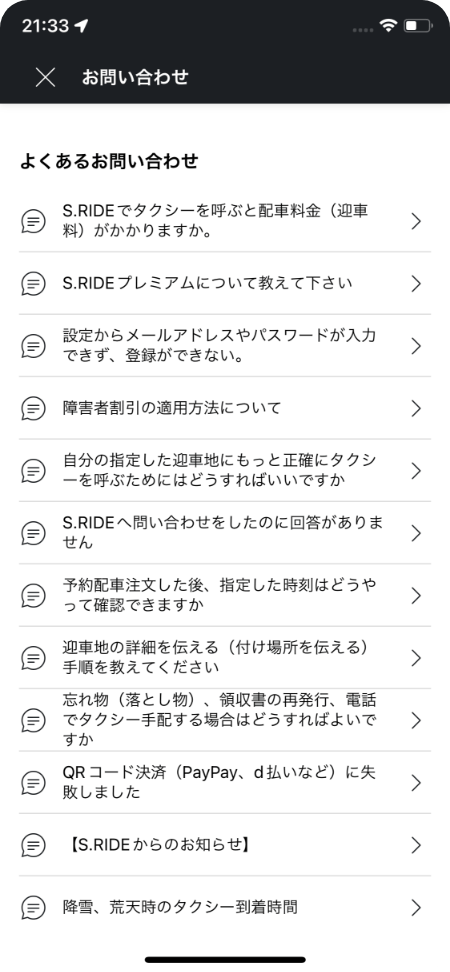 21:33
お問い合わせ
よくあるお問い合わせ
S.RIDEでタクシーを呼ぶと配車料金（迎車
料）がかかりますか。
S.RIDEプレミアムについて教えて下さい
設定からメールアドレスやパスワードが入力
できず、登録ができない。
障害者割引の適用方法について
自分の指定した迎車地にもっと正確にタクシ
ーを呼ぶためにはどうすればいいですか
S.RIDEへ問い合わせをしたのに回答がありま
せん
予約配車注文した後、指定した時刻はどうや
って確認できますか
迎車地の詳細を伝える（付け場所を伝える）
手順を教えてください
忘れ物（落とし物）、領収書の再発行、電話
でタクシー手配する場合はどうすればよいで
すか
QRコード決済（PayPay、d払いなど）に失
敗しました
【S.RIDEからのお知らせ】
降雪、荒天時のタクシー到着時間